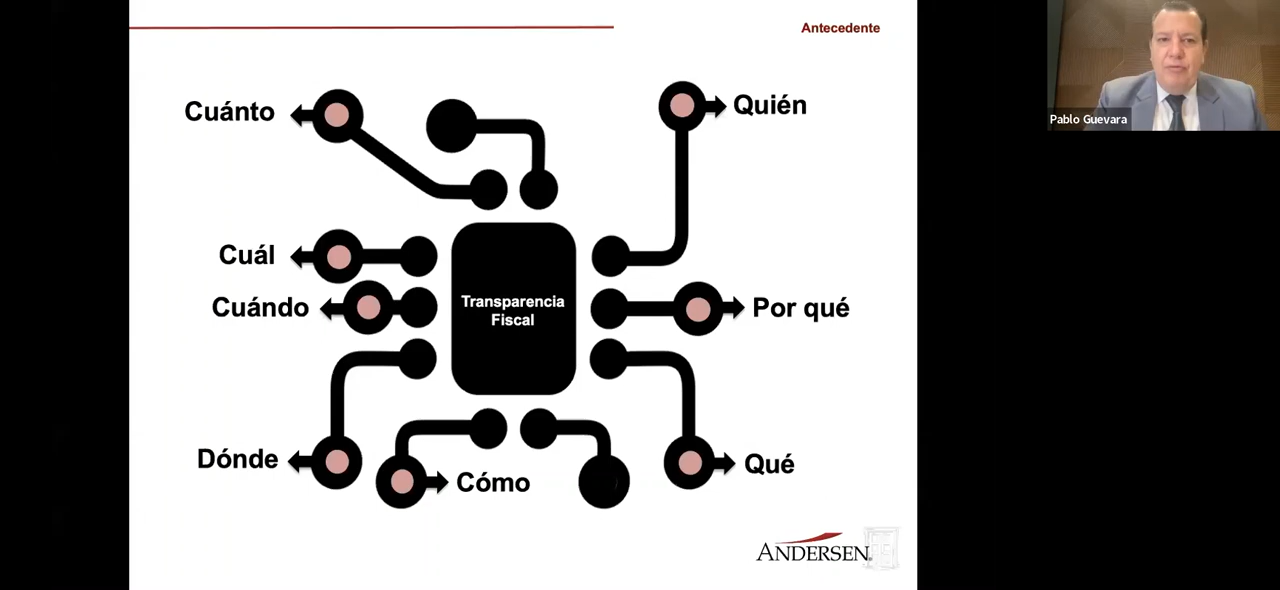 Antecedente
Cuánto
Quién
Cuál
Cuándo
Transparencia
Fiscal
Por qué
Dónde
Cómo
Qué
ANDERSEN
Pablo Guevara